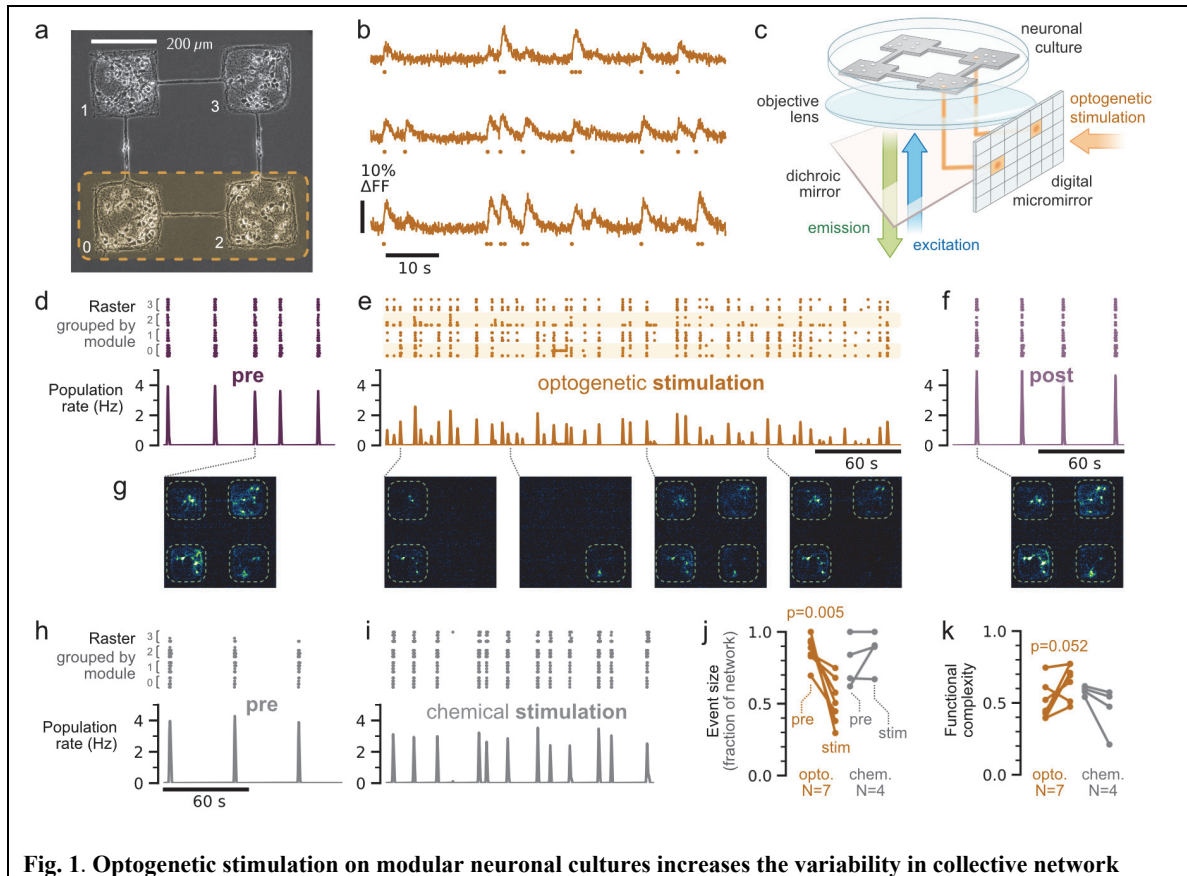 a
200 µm
1
3
0
2
b
10%
ΔFF
10 s
c
neuronal
culture
objective
lens
optogenetic
stimulation
dichroic
mirror
digital
micromirror
emission
excitation
d
Raster
grouped by
module
3
2
1
0
Population
rate (Hz)
4
2
0
pre
e
4
2
0
optogenetic stimulation
60 s
f
4
2
0
post
60 s
g
h
Raster
grouped by
module
3
2
1
0
Population
rate (Hz)
4
2
0
pre
60 s
i
4
2
0
chemical stimulation
j
p=0.005
Event size
(fraction of network)
1.0
0.5
0.0
pre
stim
pre
stim
opto.
N=7
chem.
N=4
k
p=0.052
Functional
complexity
1.0
0.5
0.0
opto.
N=7
chem.
N=4
Fig. 1. Optogenetic stimulation on modular neuronal cultures increases the variability in collective network